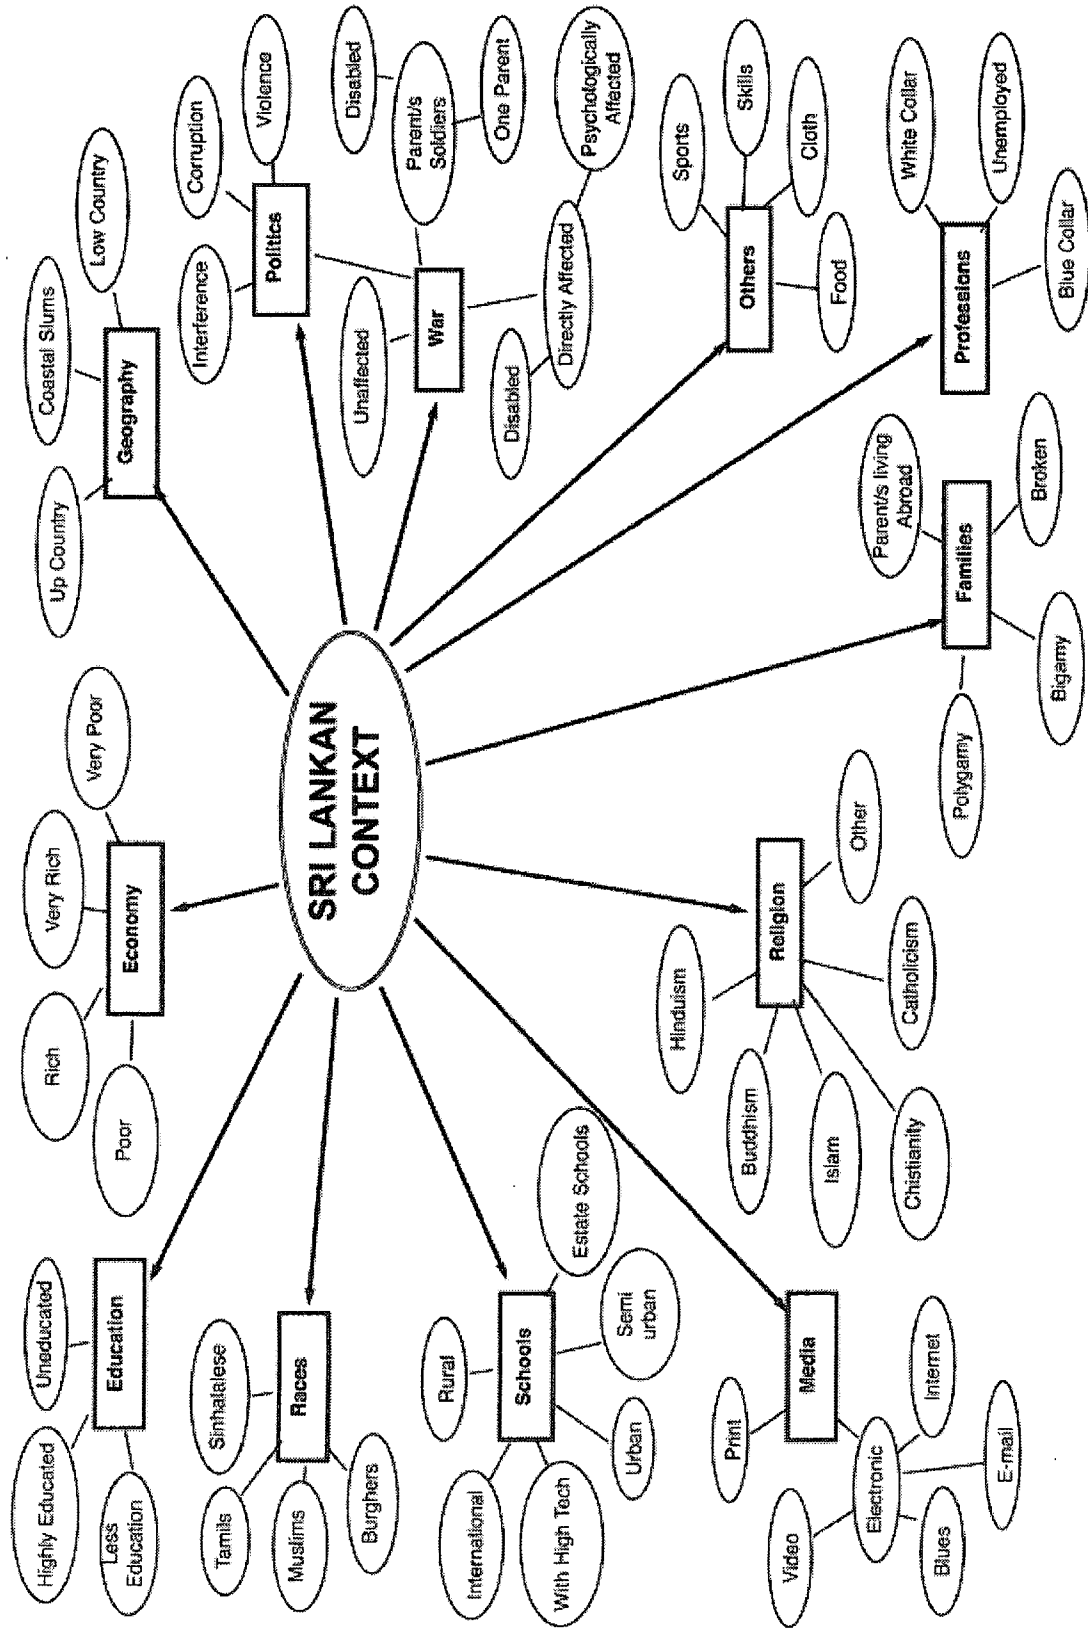 Highly Educated
Uneducated
Less
Education
Education
Rich
Very Rich
Very Poor
Poor
Economy
Up Country
Coastal Slums
Low Country
Geography
Tamils
Sinhalalese
Muslims
Burghers
Races
SRI LANKAN
CONTEXT
Interference
Corruption
Violence
Politics
Unaffected
War
Disabled
Parent/s
Soldiers
One Parent
Disabled
Directly Affected
Psychologically
Affected
International
Rural
Schools
With High Tech
Urban
Semi
urban
Estate Schools
Sports
Skills
Cloth
Food
Others
Hinduism
Buddhism
Islam
Chistianity
Catholicism
Other
Religion
Print
Media
Video
Electronic
Blues
Internet
E-mail
Parent/s living
Abroad
Families
Polygamy
Bigamy
Broken
White Collar
Professions
Unemployed
Blue Collar